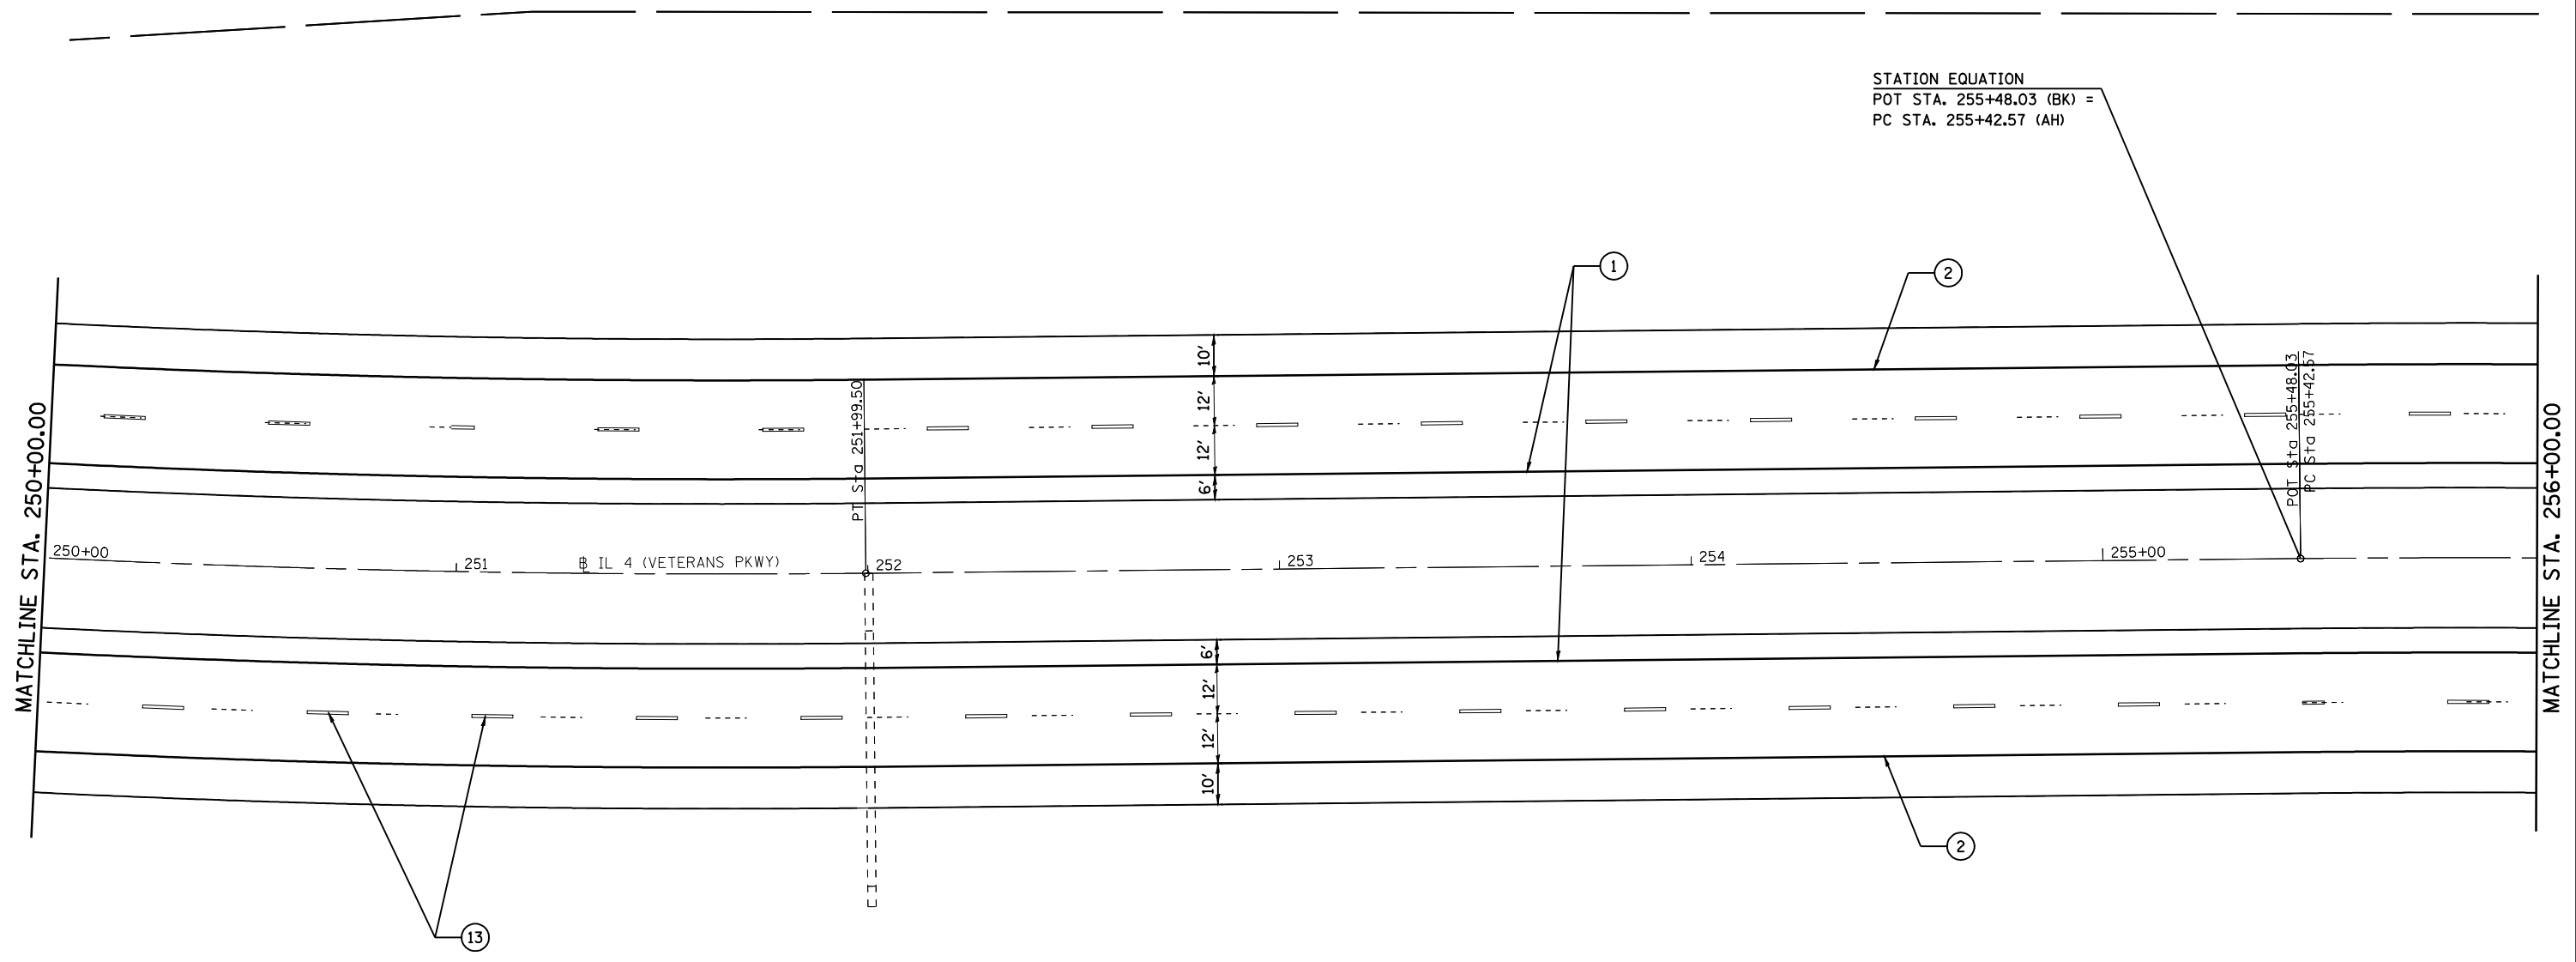 STATION EQUATION
POT STA. 255+48.03 (BK) =
PC STA. 255+42.57 (AH)
1
2
10'
12'
12'
6'
PT Sta 251+99.50
POT Sta 255+48.03
PC Sta 255+42.57
MATCHLINE STA. 250+00.00
MATCHLINE STA. 256+00.00
250+00
251
B IL 4 (VETERANS PKWY)
252
253
254
255+00
6'
12'
12'
10'
2
13